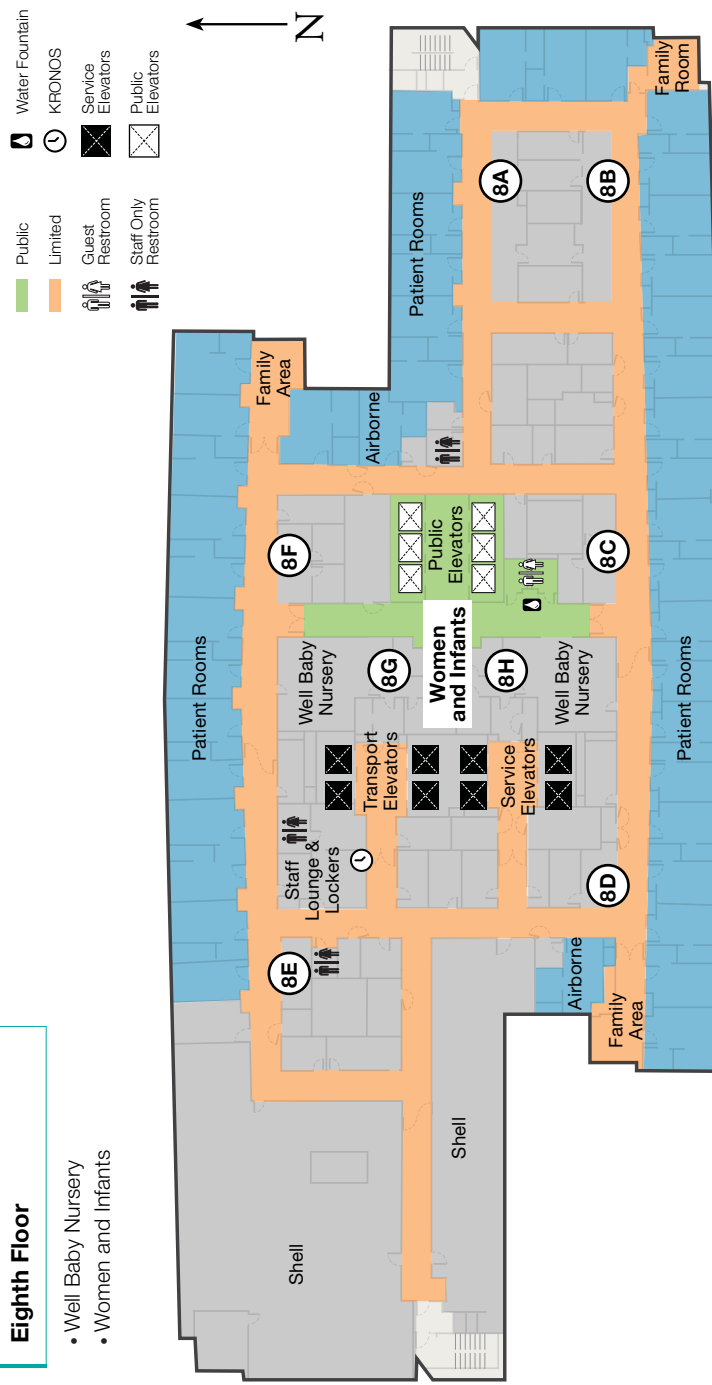 Eighth Floor
• Well Baby Nursery
• Women and Infants
Public
Limited
Guest
Restroom
Staff Only
Restroom
Water Fountain
KRONOS
Service
Elevators
Public
Elevators
N
Patient Rooms
Family
Area
Airborne
Patient Rooms
Shell
8E
Staff
Lounge &
Lockers
Well Baby
Nursery
8F
Transport
Elevators
8G
Public
Elevators
Women
and Infants
8A
8B
Family
Room
Shell
Service
Elevators
8H
Well Baby
Nursery
8C
8D
Airborne
Family
Area
Patient Rooms